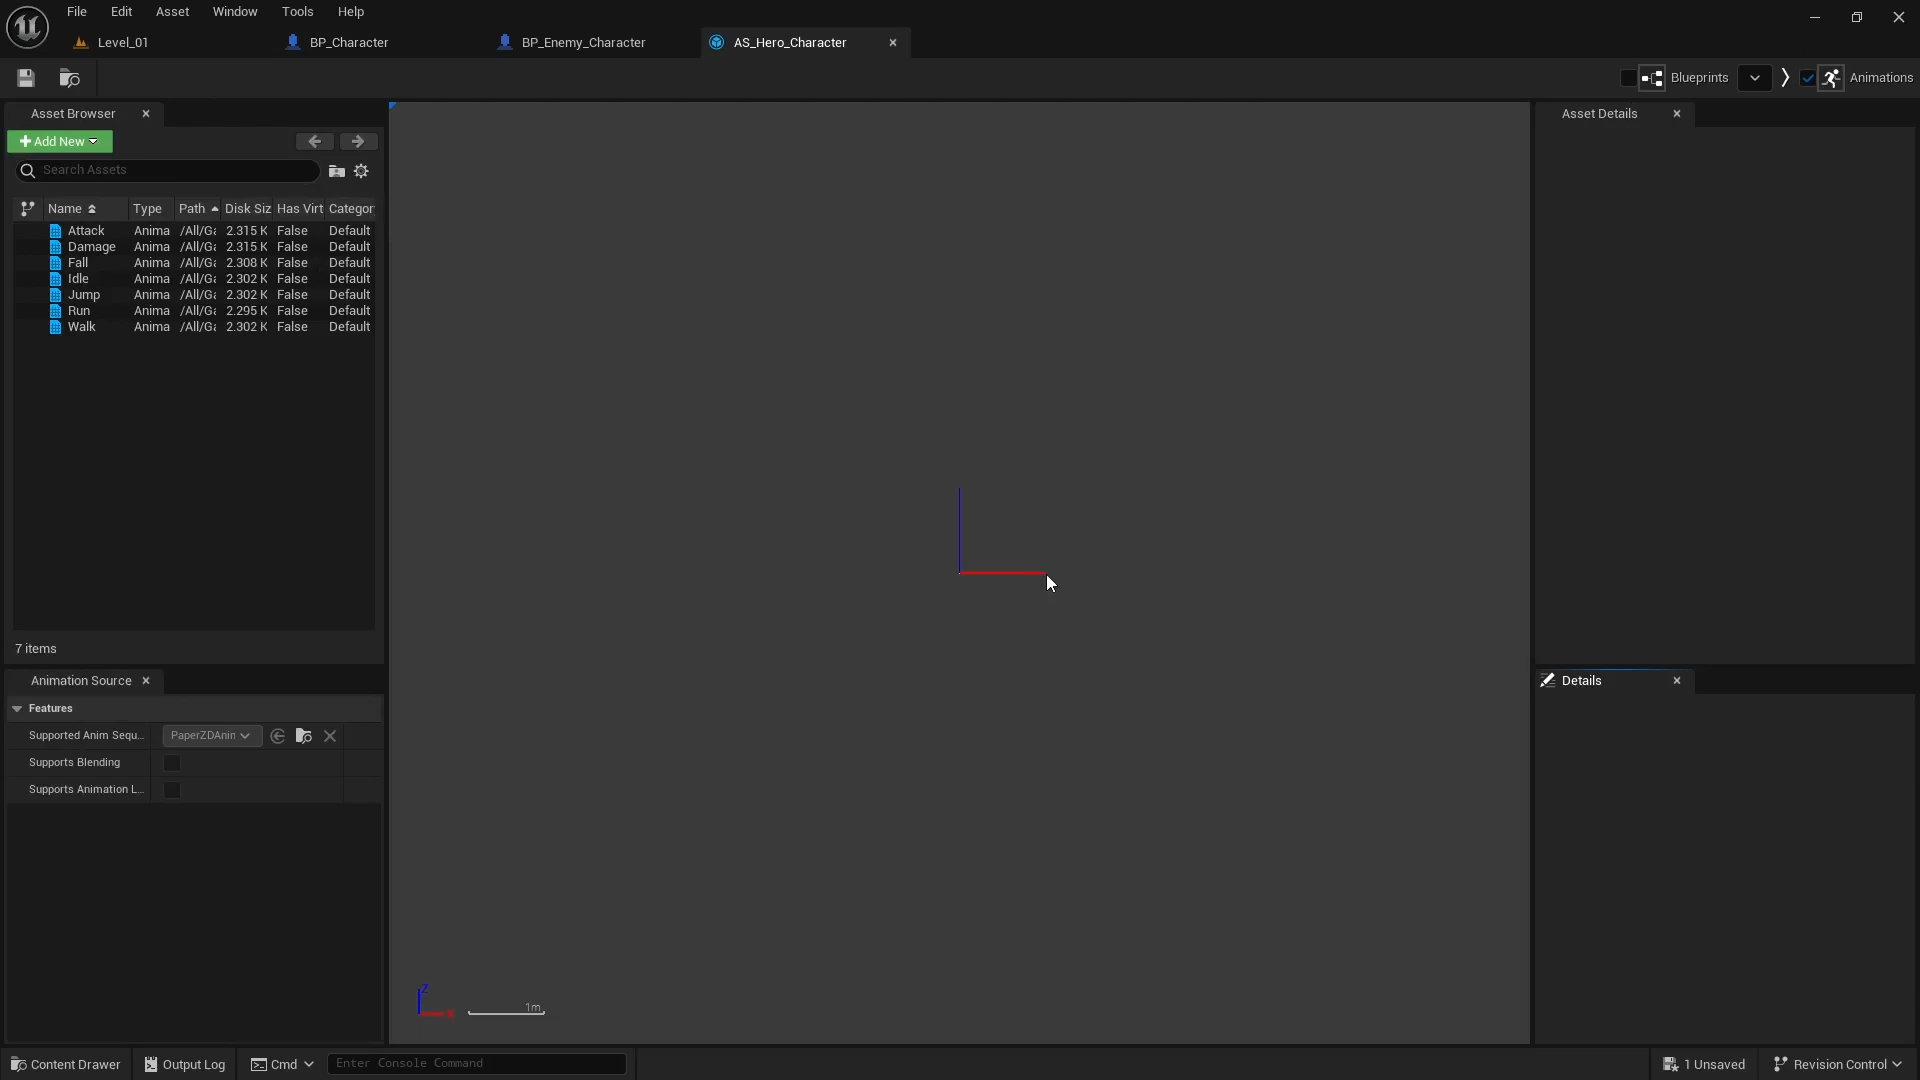 File Edit Asset Window Tools Help
Level_01 BP_Character BP_Enemy_Character AS_Hero_Character
Blueprints Animations
Asset Browser
Add New
Search Assets
Name Type Path Disk Siz Has Virt Categor
Attack Anima /All/Ga 2.315 K False Default
Damage Anima /All/Ga 2.315 K False Default
Fall Anima /All/Ga 2.308 K False Default
Idle Anima /All/Ga 2.302 K False Default
Jump Anima /All/Ga 2.302 K False Default
Run Anima /All/Ga 2.295 K False Default
Walk Anima /All/Ga 2.302 K False Default
7 items
Animation Source
Features
Supported Anim Sequ... PaperZDAnin
Supports Blending
Supports Animation L...
Z
X
1m
Asset Details
Details
Content Drawer Output Log Cmd Enter Console Command 1 Unsaved Revision Control